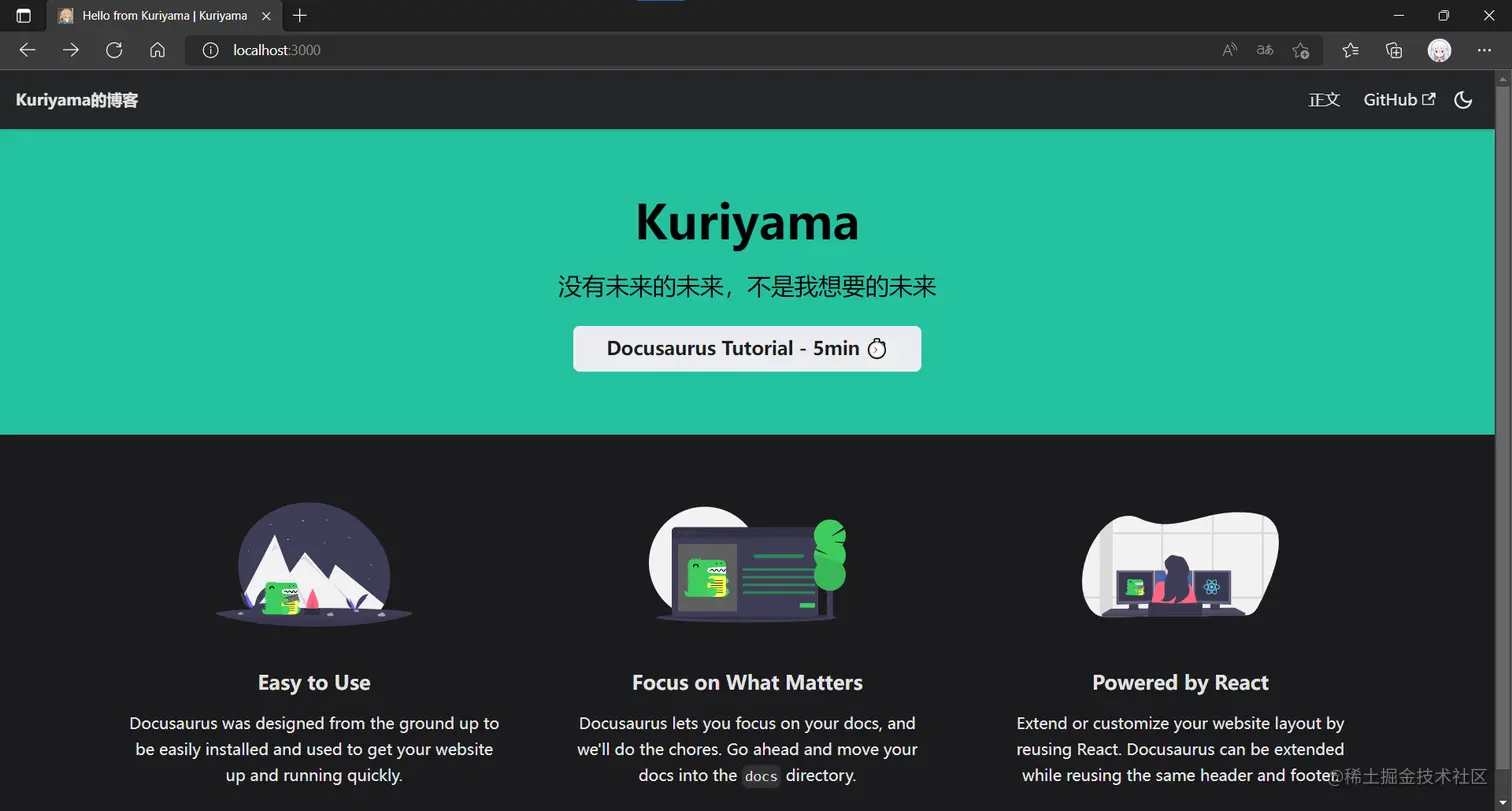 Hello from Kuriyama | Kuriyama
localhost:3000
Kuriyama的博客
正文
GitHub
Kuriyama
没有未来的未来，不是我想要的未来
Docusaurus Tutorial - 5min ⏱️
Easy to Use
Docusaurus was designed from the ground up to
be easily installed and used to get your website
up and running quickly.
Focus on What Matters
Docusaurus lets you focus on your docs, and
we'll do the chores. Go ahead and move your
docs into the docs directory.
Powered by React
Extend or customize your website layout by
reusing React. Docusaurus can be extended
while reusing the same header and footer.
@稀土掘金技术社区